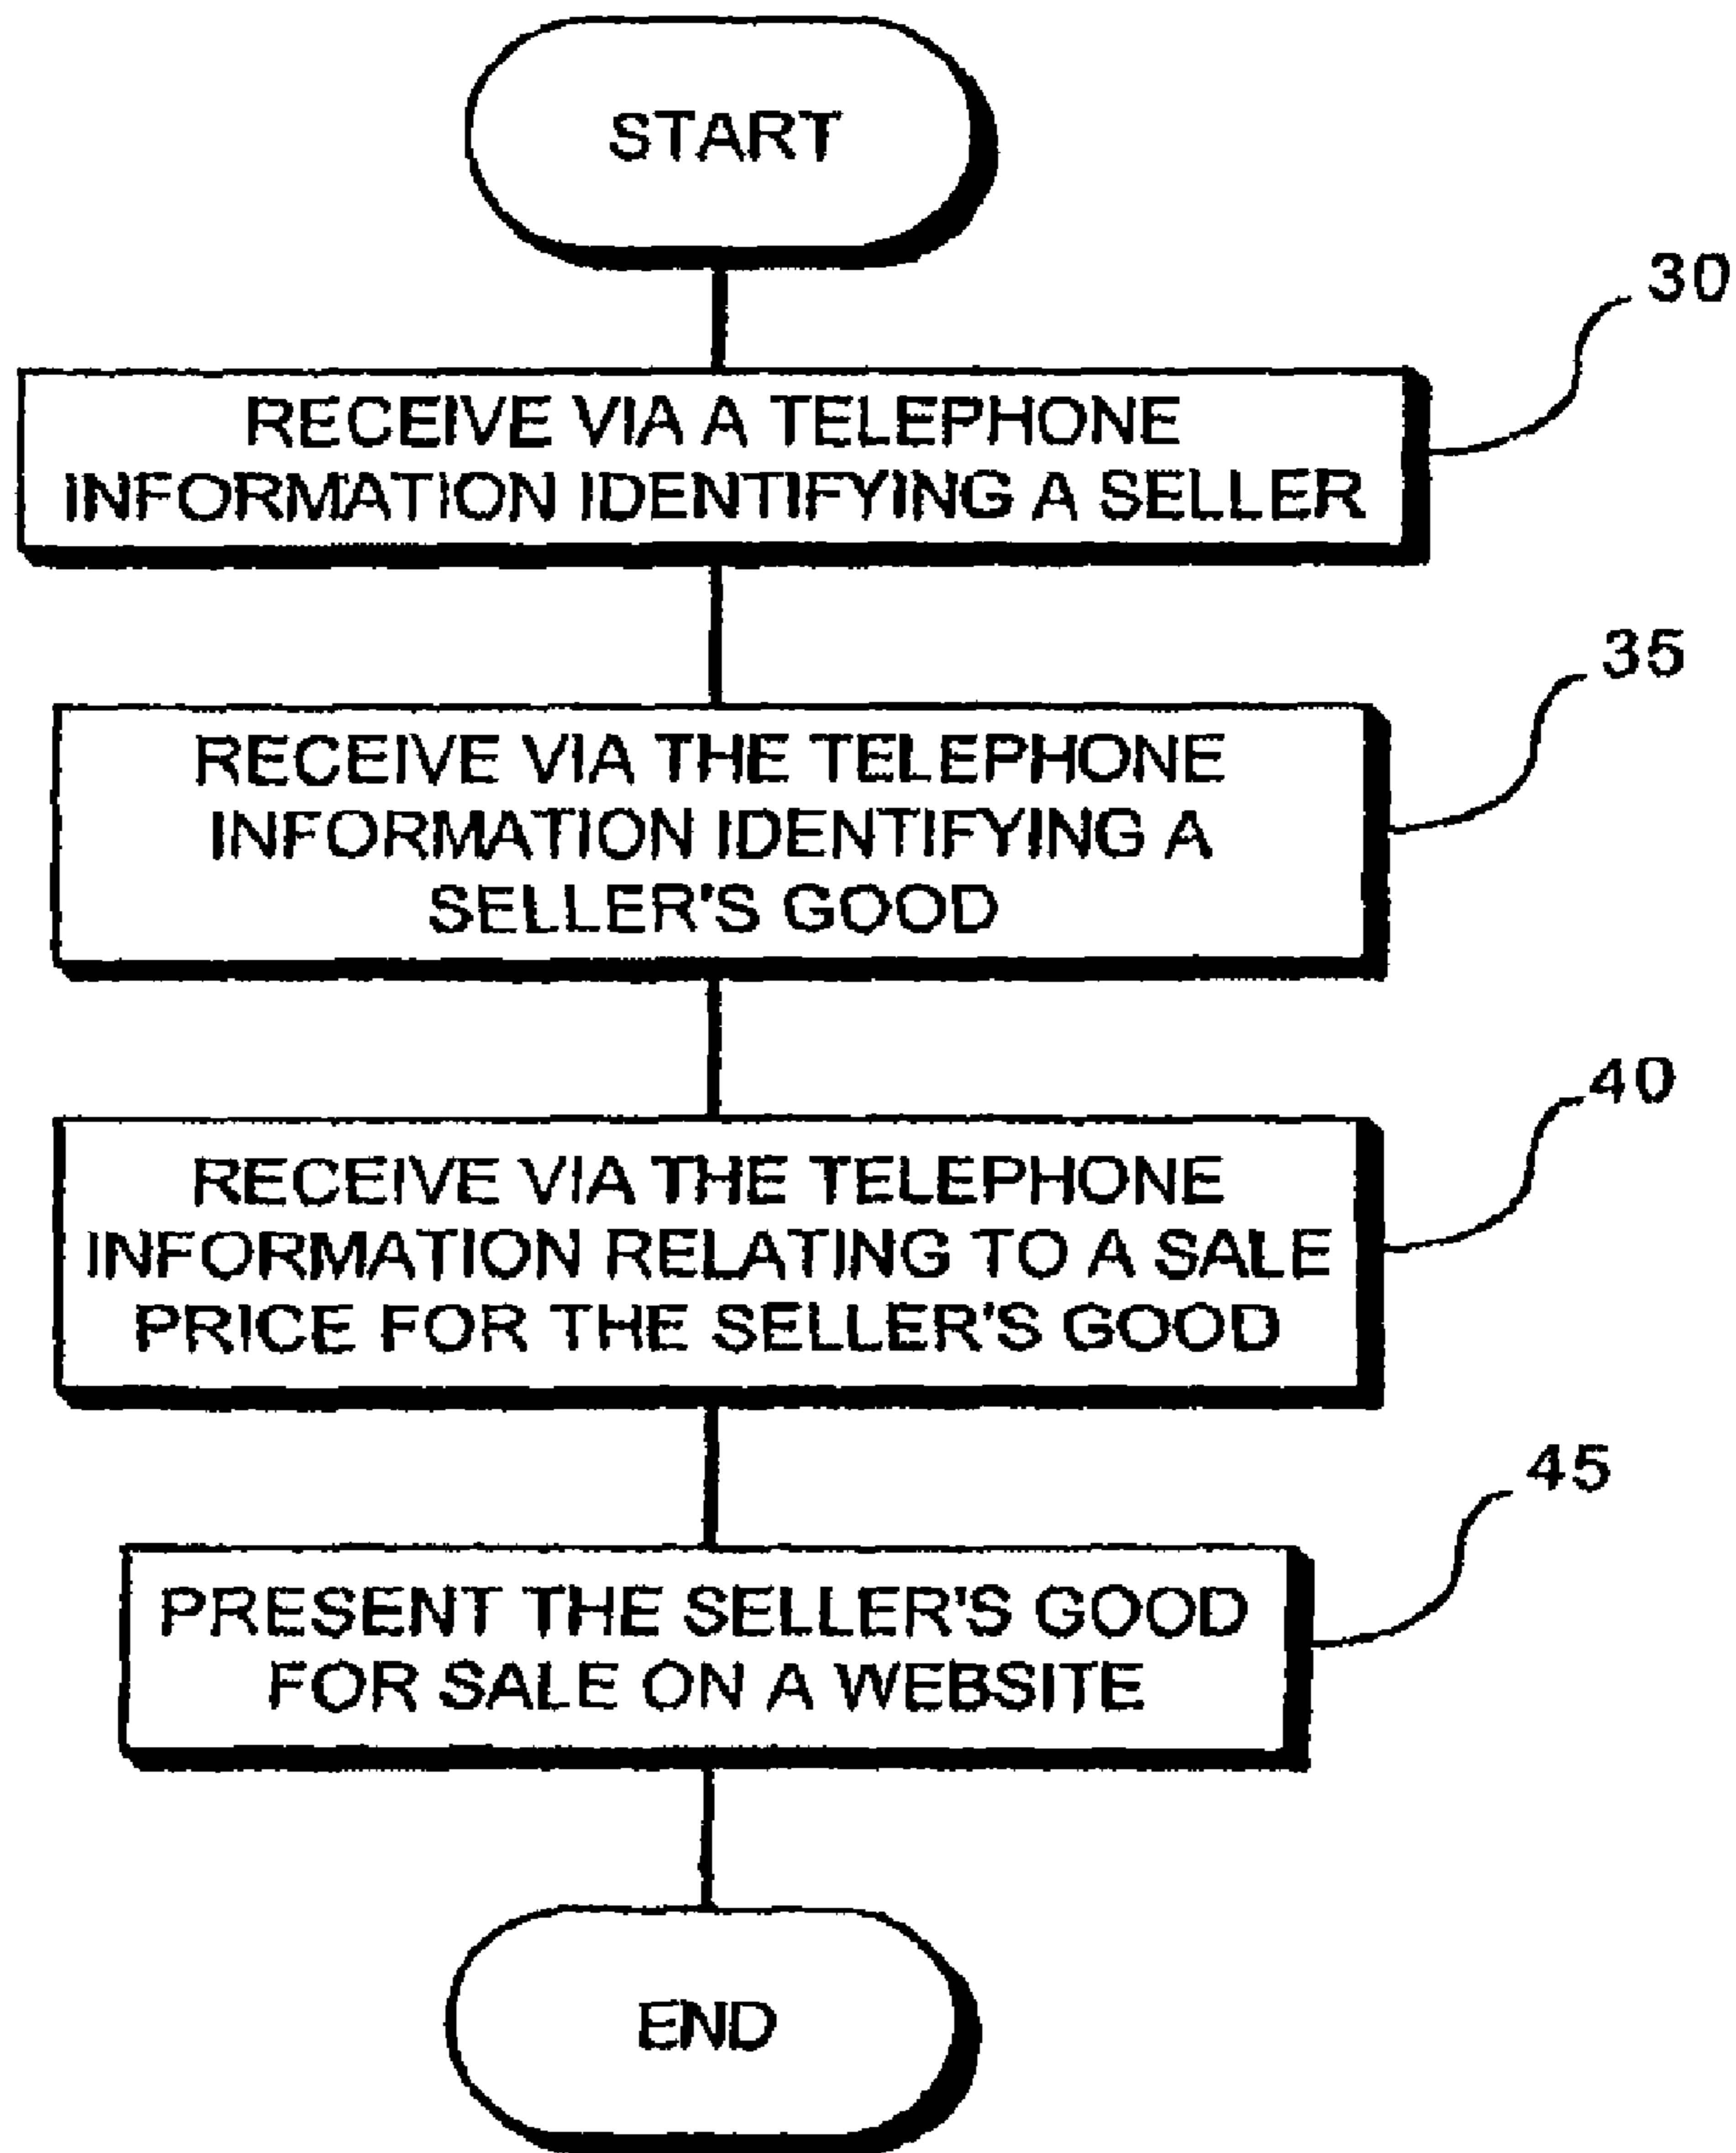 START
30
RECEIVE VIA A TELEPHONE
INFORMATION IDENTIFYING A SELLER
35
RECEIVE VIA THE TELEPHONE
INFORMATION IDENTIFYING A
SELLER'S GOOD
40
RECEIVE VIA THE TELEPHONE
INFORMATION RELATING TO A SALE
PRICE FOR THE SELLER'S GOOD
45
PRESENT THE SELLER'S GOOD
FOR SALE ON A WEBSITE
END